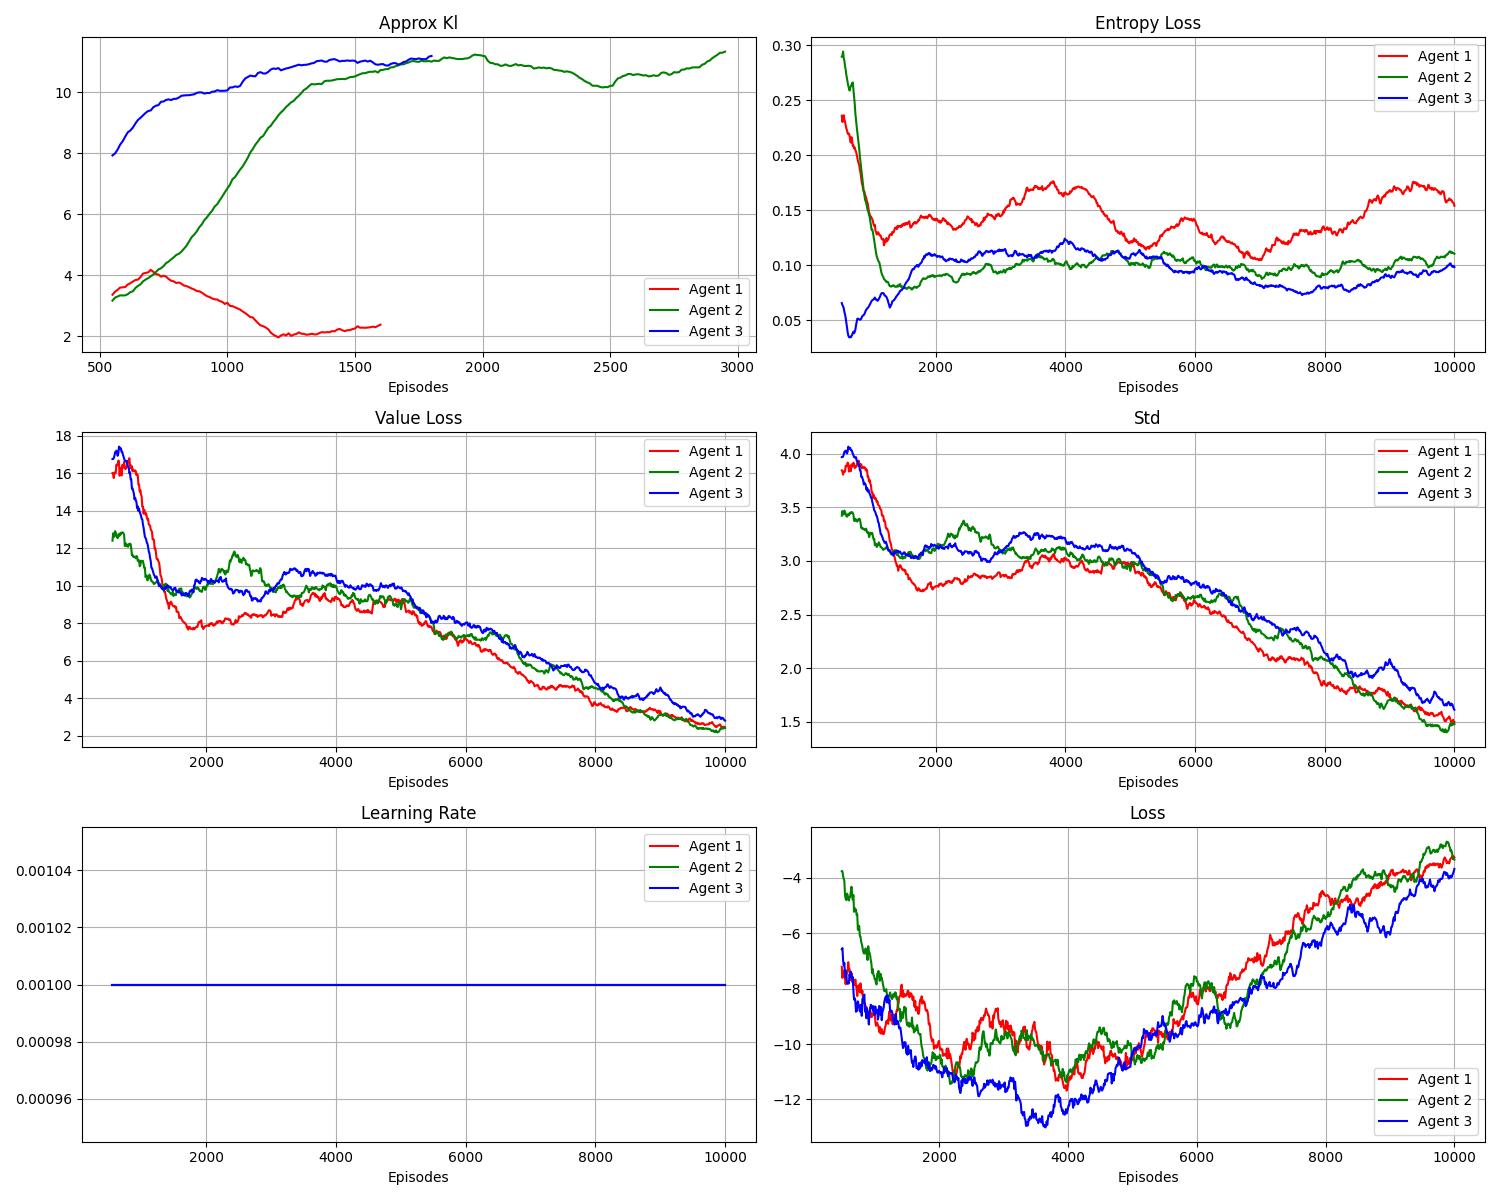 Approx Kl
10
8
6
4
2
500
1000
1500
2000
2500
3000
Episodes
Agent 1
Agent 2
Agent 3
Entropy Loss
0.30
0.25
0.20
0.15
0.10
0.05
2000
4000
6000
8000
10000
Episodes
Agent 1
Agent 2
Agent 3
Value Loss
18
16
14
12
10
8
6
4
2
2000
4000
6000
8000
10000
Episodes
Agent 1
Agent 2
Agent 3
Std
4.0
3.5
3.0
2.5
2.0
1.5
2000
4000
6000
8000
10000
Episodes
Agent 1
Agent 2
Agent 3
Learning Rate
0.00104
0.00102
0.00100
0.00098
0.00096
2000
4000
6000
8000
10000
Episodes
Agent 1
Agent 2
Agent 3
Loss
−4
−6
−8
−10
−12
2000
4000
6000
8000
10000
Episodes
Agent 1
Agent 2
Agent 3